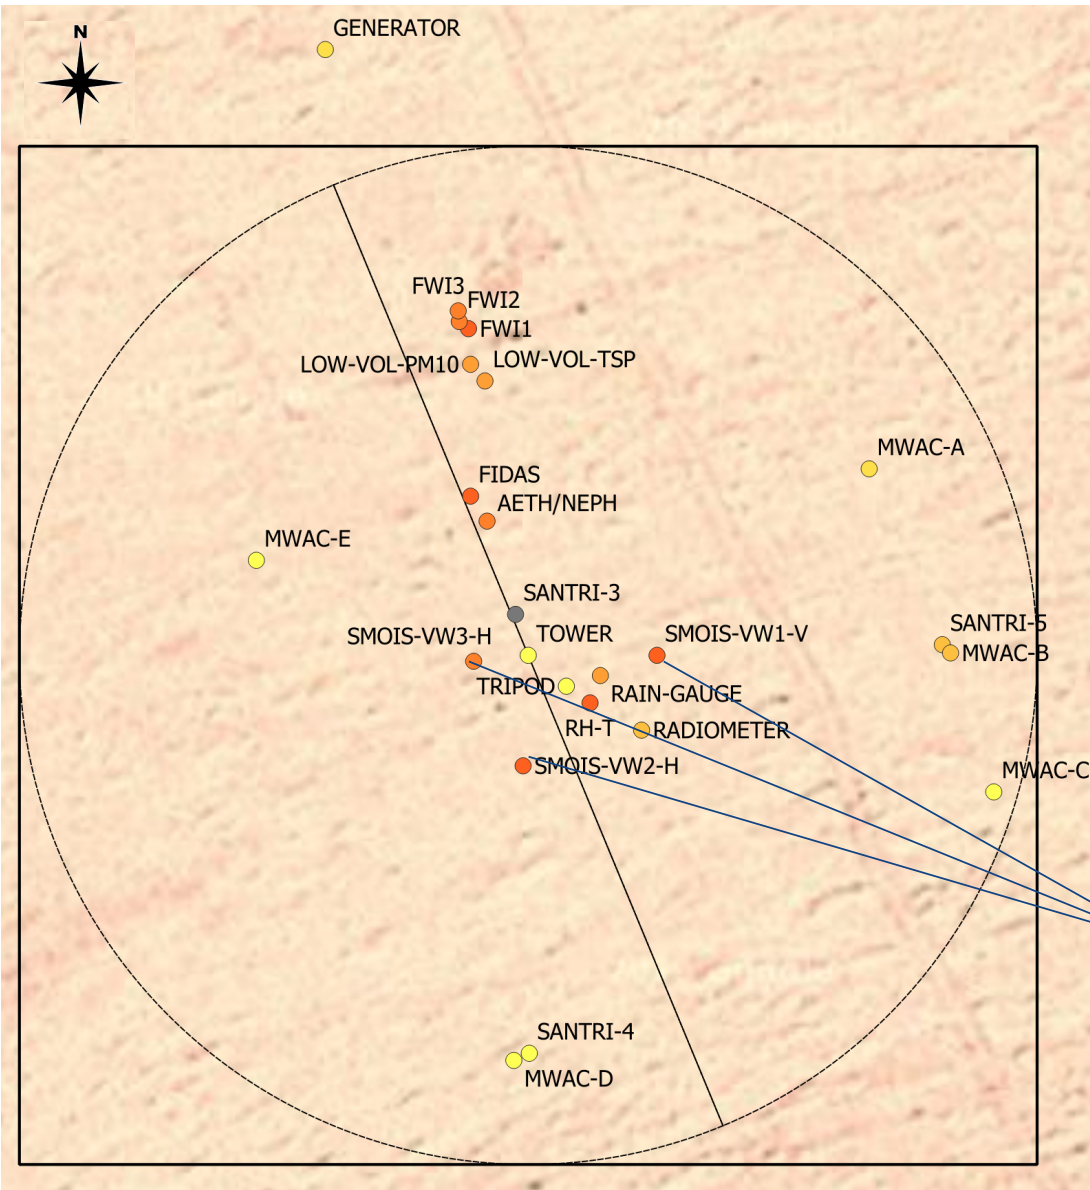 GENERATOR
N
FWI3
FWI2
FWI1
LOW-VOL-PM10
LOW-VOL-TSP
MWAC-A
FIDAS
AETH/NEPH
MWAC-E
SANTRI-3
SANTRI-5
SMOIS-VW3-H
TOWER
SMOIS-VW1-V
MWAC-B
TRIPOD
RAIN-GAUGE
RH-T
RADIOMETER
SMOIS-VW2-H
MWAC-C
SANTRI-4
MWAC-D